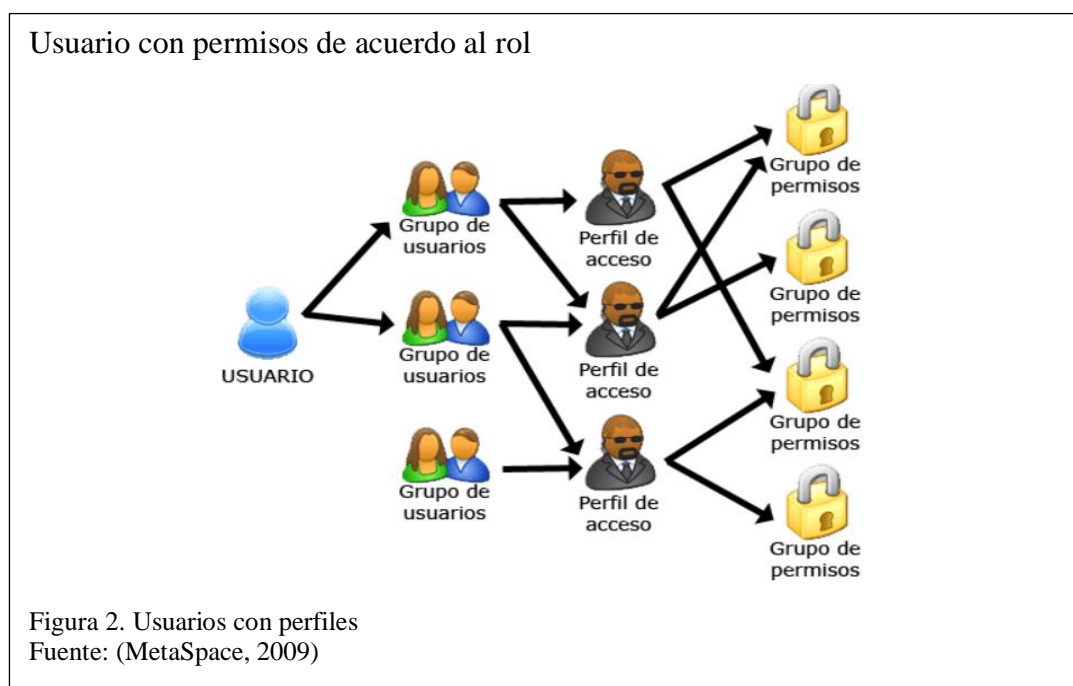 Usuario con permisos de acuerdo al rol
Grupo de
permisos
Grupo de
usuarios
Perfil de
acceso
Grupo de
permisos
USUARIO
Grupo de
usuarios
Perfil de
acceso
Grupo de
permisos
Grupo de
usuarios
Perfil de
acceso
Grupo de
permisos
Figura 2. Usuarios con perfiles
Fuente: (MetaSpace, 2009)